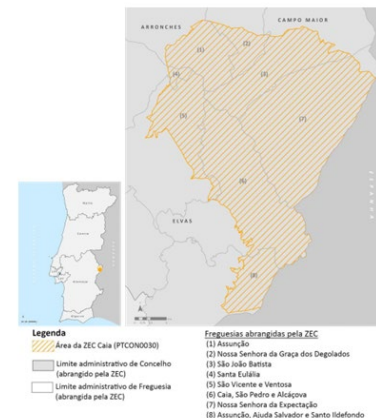 CAMPO MAIOR
ARRONCHES
(1)
(2)
(4)
(3)
(5)
(7)
(6)
ELVAS
(8)
Legenda
Área da ZEC Caia (PTCON0030)
Limite administrativo de Concelho
(abrangido pela ZEC)
Limite administrativo de Freguesia
(abrangida pela ZEC)
Freguesias abrangidas pela ZEC
(1) Assunção
(2) Nossa Senhora da Graça dos Degolados
(3) São João Batista
(4) Santa Eulália
(5) São Vicente e Ventosa
(6) Caia, São Pedro e Alcáçova
(7) Nossa Senhora da Expectação
(8) Assunção, Ajuda Salvador e Santo Ildefondo